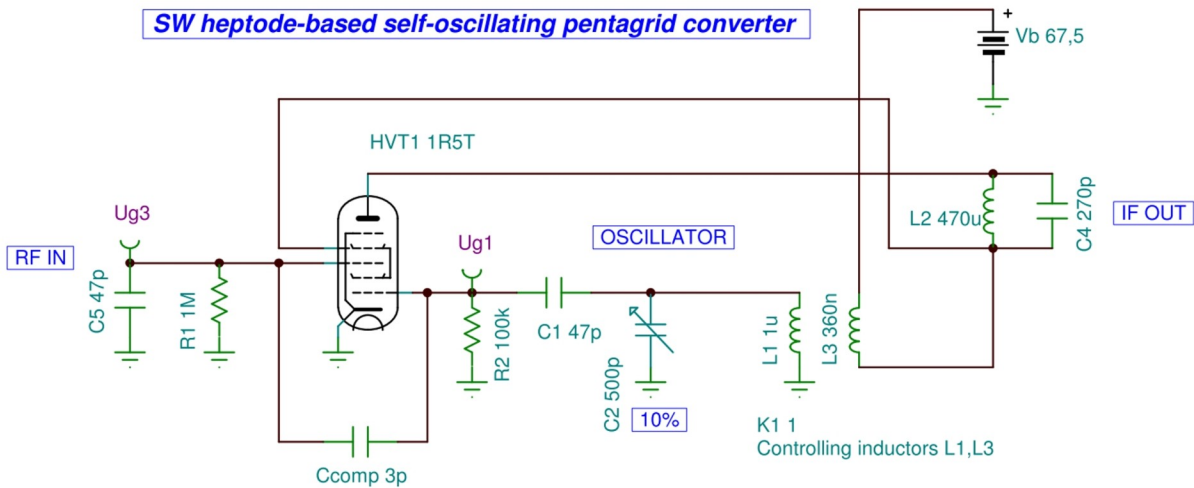 SW heptode-based self-oscillating pentagrid converter
+
Vb 67,5
HVT1 1R5T
Ug3
RF IN
C5 47p
R1 1M
Ug1
OSCILLATOR
R2 100k
C1 47p
C2 500p
10%
L1 1u
L3 360n
L2 470u
C4 270p
IF OUT
K1 1
Controlling inductors L1,L3
Ccomp 3p